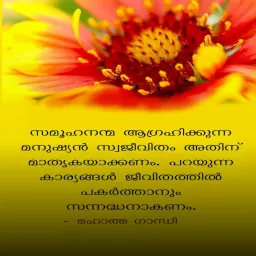 സമൂഹനന്മ ആഗ്രഹിക്കുന്ന
മനുഷ്യൻ സ്വജീവിതം അതിന്
മാതൃകയാക്കണം. പറയുന്ന
കാര്യങ്ങൾ ജീവിതത്തിൽ
പകർത്താനും
സന്നദ്ധനാകണം.
- മഹാത്മ ഗാന്ധി